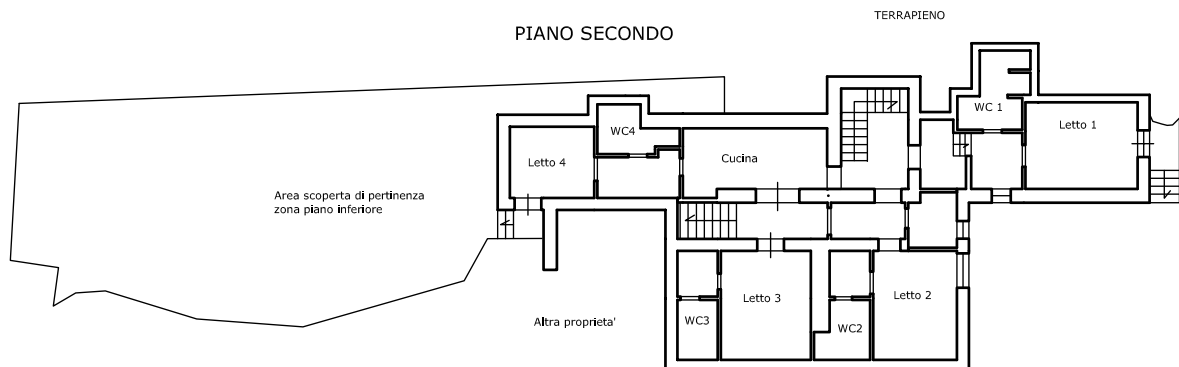 TERRAPIENO
PIANO SECONDO
WC 1
Letto 1
WC4
Letto 4
Cucina
Area scoperta di pertinenza
zona piano inferiore
Letto 3
Letto 2
WC3
WC2
Altra proprieta'